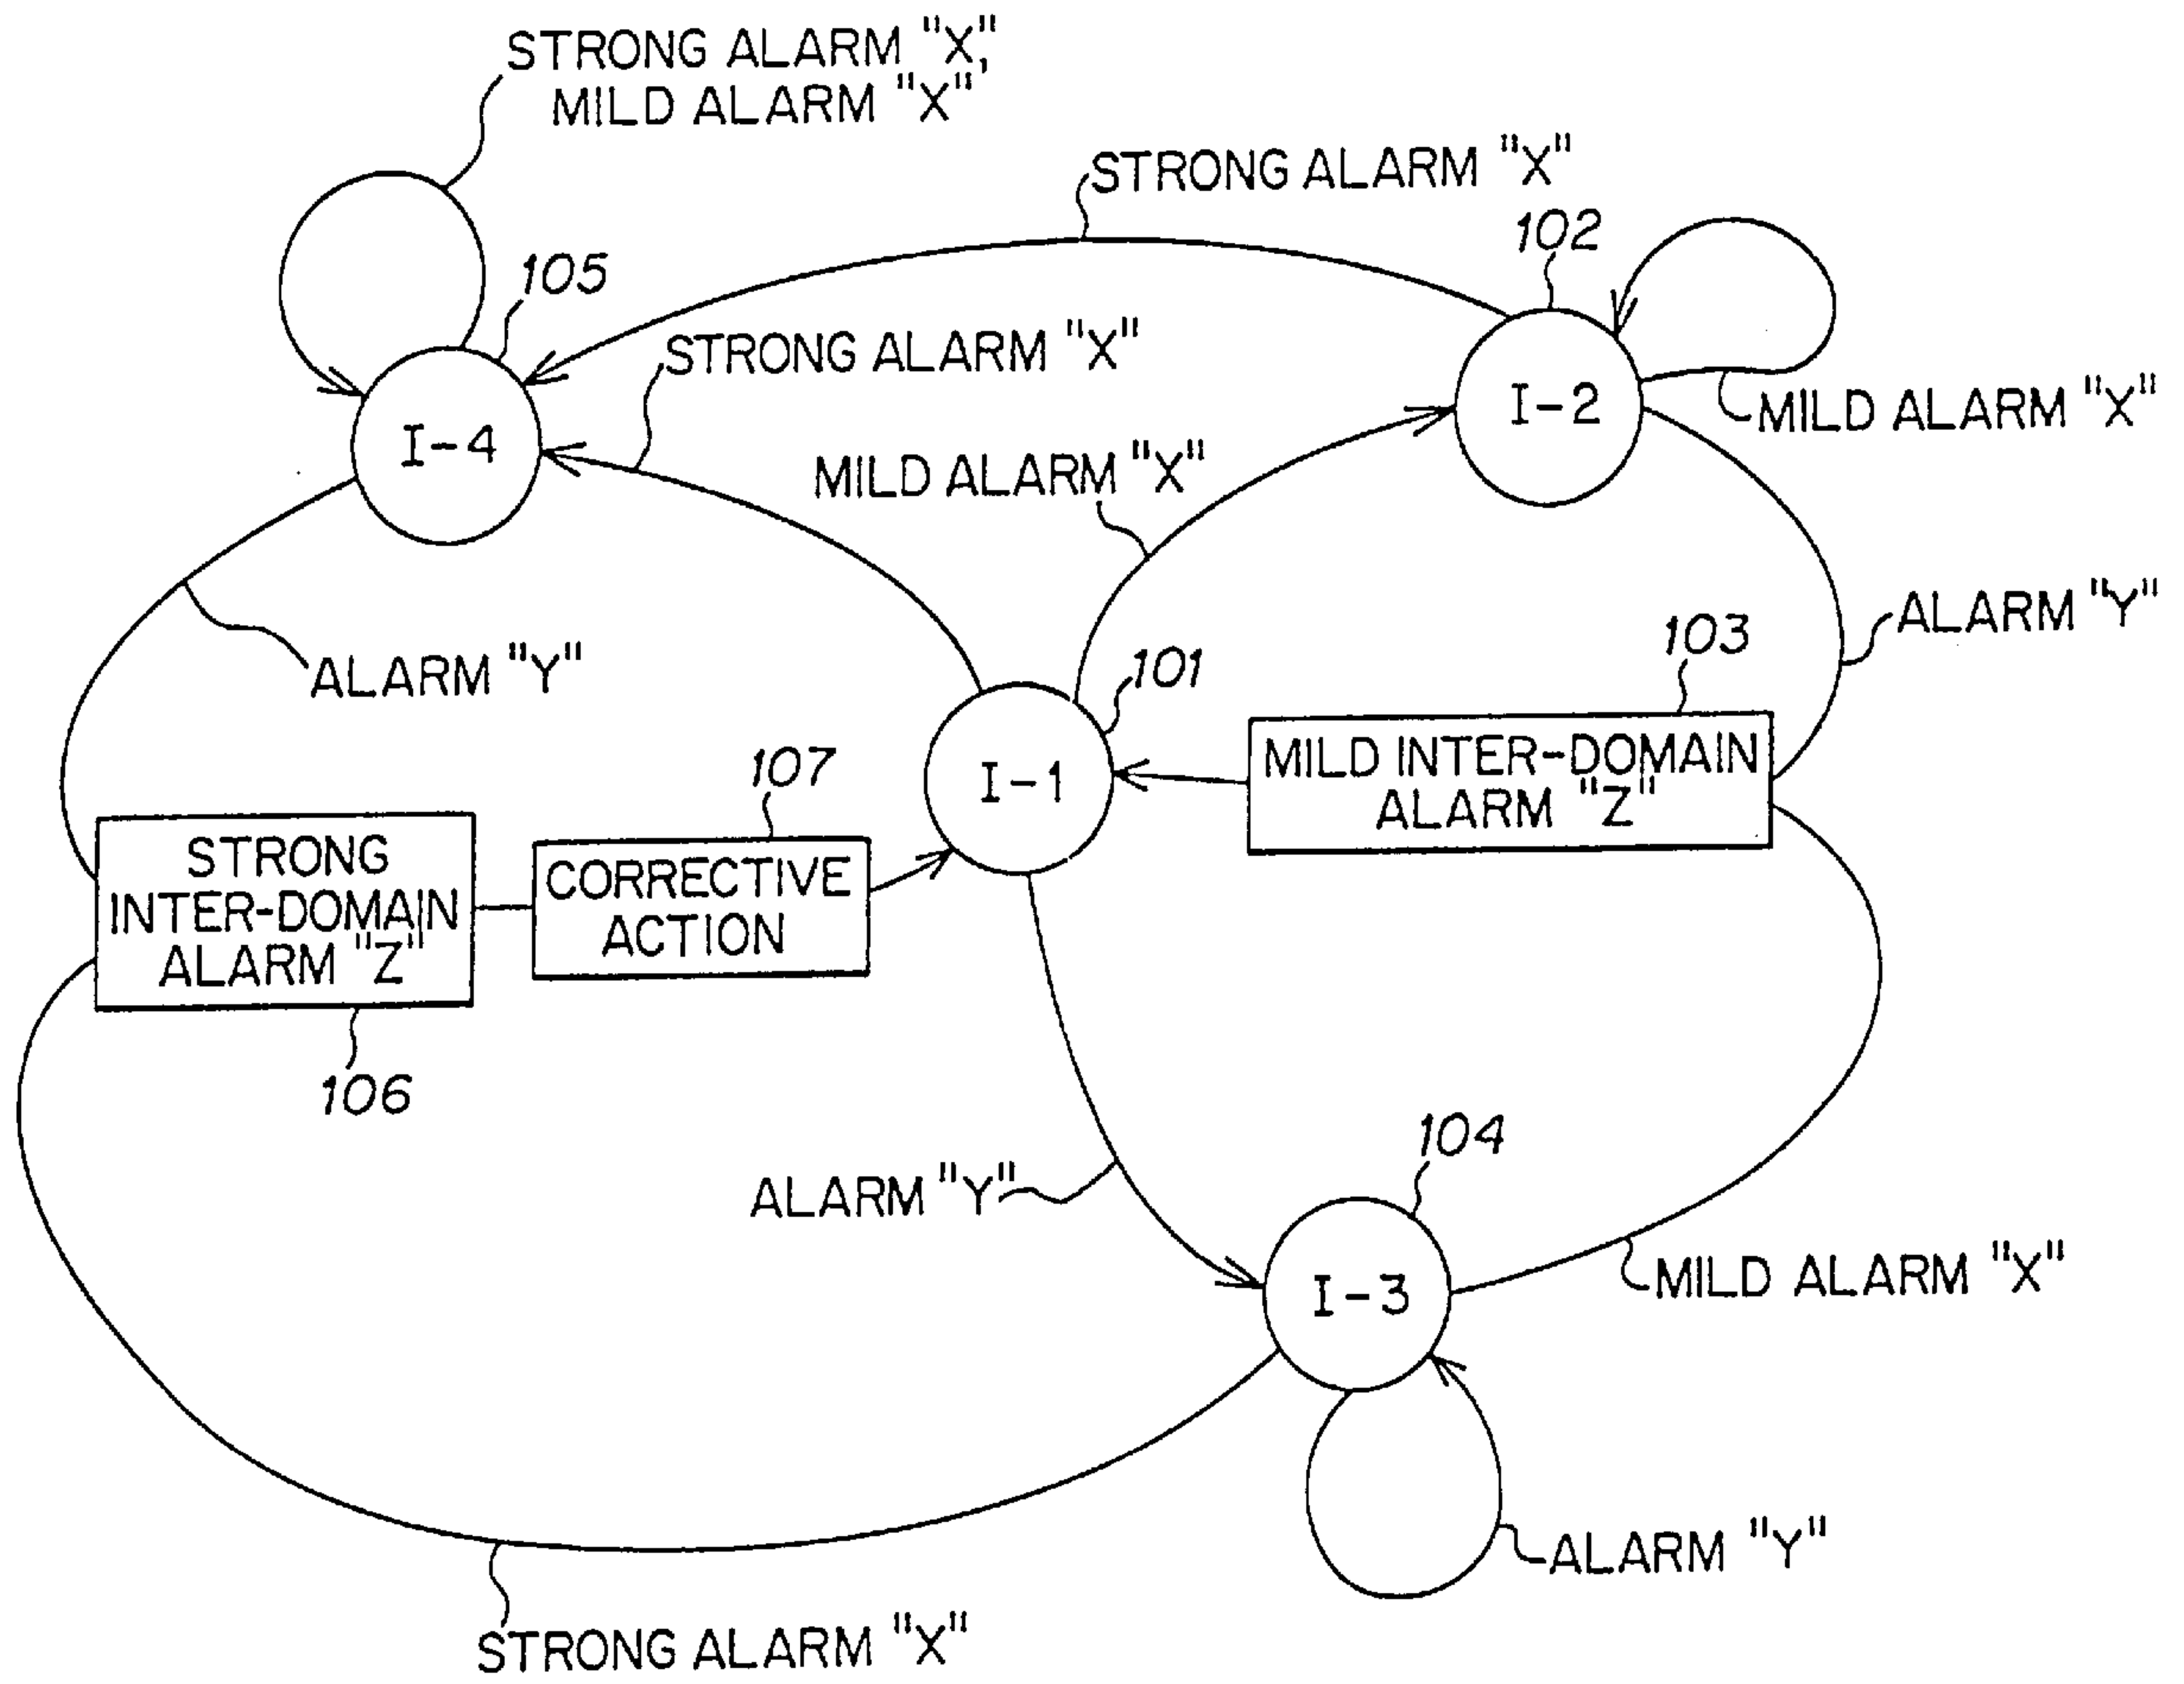 STRONG ALARM "X",
MILD ALARM "X"
STRONG ALARM "X"
102
105
STRONG ALARM "X"
I-2
MILD ALARM "X"
I-4
MILD ALARM "X"
ALARM "Y"
103
101
ALARM "Y"
107
I-1
MILD INTER-DOMAIN
ALARM "Z"
STRONG
INTER-DOMAIN
ALARM "Z"
CORRECTIVE
ACTION
106
104
ALARM "Y"
I-3
MILD ALARM "X"
ALARM "Y"
STRONG ALARM "X"